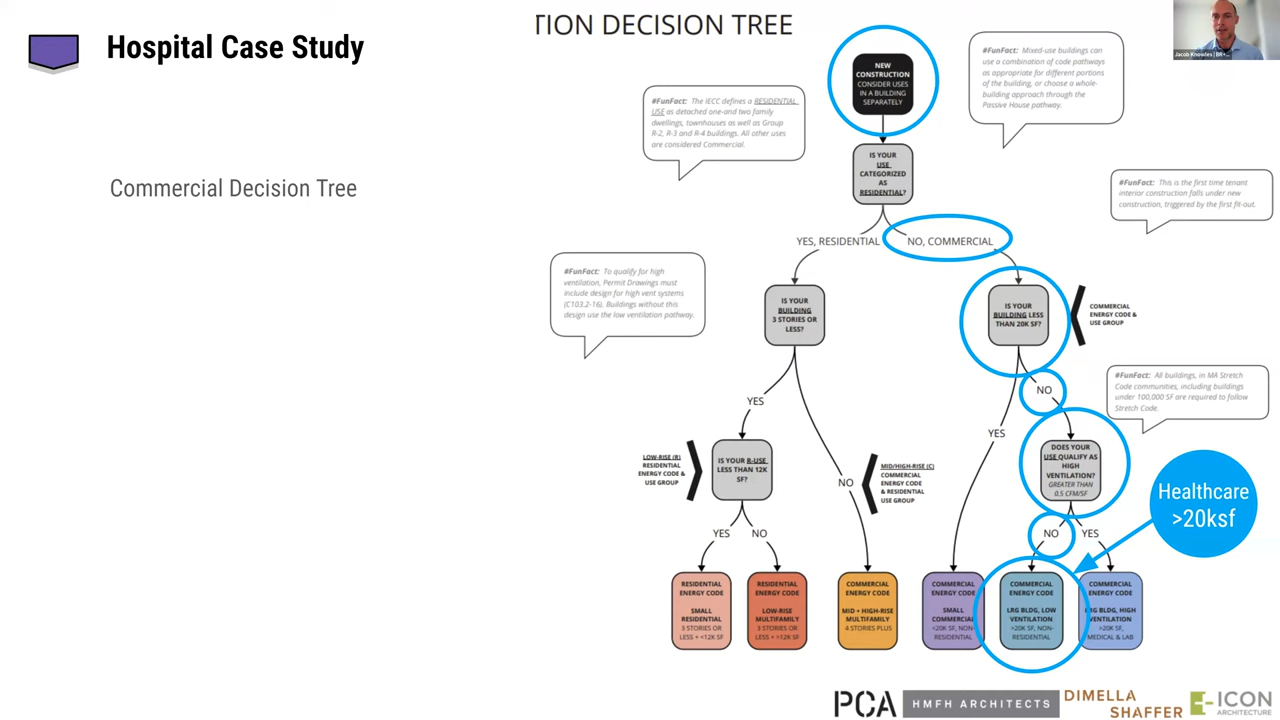 TION DECISION TREE
Hospital Case Study
Jacob Knowles | BR+...
Commercial Decision Tree
NEW
CONSTRUCTION
CONSIDER USES
IN A BUILDING
SEPARATELY
#FunFact: Mixed-use buildings can
use a combination of code pathways
as appropriate for different portions
of the building, or choose a whole-
building approach through the
Passive House pathway.
#FunFact: The IECC defines a RESIDENTIAL
USE as detached one-and two family
dwellings, townhouses as well as Group
R-2, R-3 and R-4 buildings. All other uses
are considered Commercial.
IS YOUR
USE
CATEGORIZED
AS
RESIDENTIAL?
#FunFact: This is the first time tenant
interior construction falls under new
construction, triggered by the first fit-out.
YES, RESIDENTIAL
NO, COMMERCIAL
#FunFact: To qualify for high
ventilation, Permit Drawings must
include design for high vent systems
(C103.2-16). Buildings without this
design use the low ventilation pathway.
IS YOUR
BUILDING
3 STORIES OR
LESS?
IS YOUR
BUILDING LESS
THAN 20K SF?
COMMERCIAL
ENERGY CODE &
USE GROUP
#FunFact: All buildings, in MA Stretch
Code communities, including buildings
under 100,000 SF are required to follow
Stretch Code.
YES
NO
YES
NO
LOW-RISE (R)
RESIDENTIAL
ENERGY CODE &
USE GROUP
IS YOUR R-USE
LESS THAN 12K
SF?
MID/HIGH-RISE (C)
COMMERCIAL
ENERGY CODE
& RESIDENTIAL
USE GROUP
DOES YOUR
USE QUALIFY AS
HIGH
VENTILATION?
GREATER THAN
0.5 CFM/SF
Healthcare
>20ksf
YES
NO
NO
YES
RESIDENTIAL
ENERGY CODE
SMALL
RESIDENTIAL
3 STORIES OR
LESS + <12K SF
RESIDENTIAL
ENERGY CODE
LOW-RISE
MULTIFAMILY
3 STORIES OR
LESS + >12K SF
COMMERCIAL
ENERGY CODE
MID + HIGH-RISE
MULTIFAMILY
4 STORIES PLUS
COMMERCIAL
ENERGY CODE
SMALL
COMMERCIAL
<20K SF, NON-
RESIDENTIAL
COMMERCIAL
ENERGY CODE
LRG BLDG, LOW
VENTILATION
>20K SF, NON-
RESIDENTIAL
COMMERCIAL
ENERGY CODE
LRG BLDG, HIGH
VENTILATION
>20K SF,
MEDICAL & LAB
PCA
HMFH ARCHITECTS
DIMELLA
SHAFFER
ICON
ARCHITECTURE